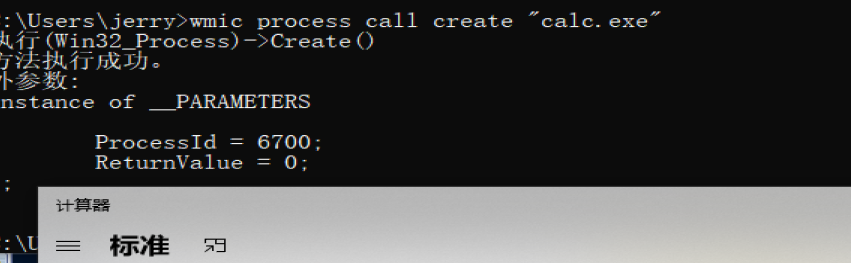 :\Users\jerry>wmic process call create "calc.exe"
执行(Win32_Process)->Create()
方法执行成功。
外参数:
nstance of __PARAMETERS
ProcessId = 6700;
ReturnValue = 0;
;
计算器
:\U
标准